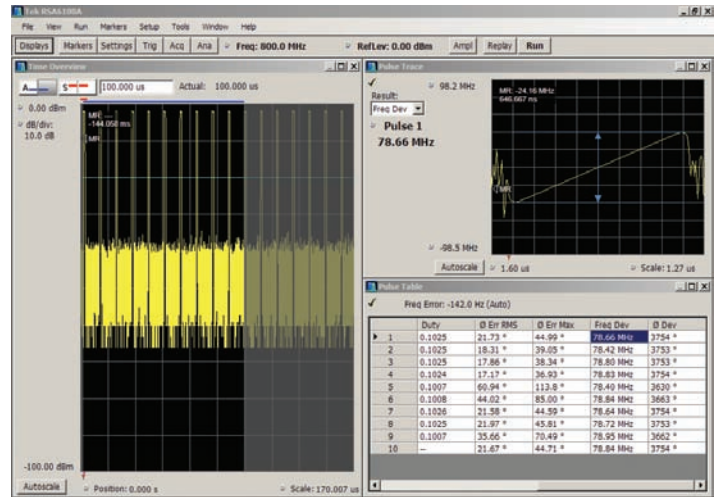 Tek RSA6100A
File View Run Markers Setup Tools Window Help
Displays Markers Settings Trig Acq Ana Freq: 800.0 MHz RefLev: 0.00 dBm Ampl Replay Run
Time Overview
A S 100.000 us Actual: 100.000 us
0.00 dBm
dB/div:
10.0 dB
MR: ---
-144.050 ms
MR
-100.00 dBm
Autoscale Position: 0.000 s Scale: 170.007 us
Pulse Trace
Result:
Freq Dev
Pulse 1
78.66 MHz
98.2 MHz
MR: -24.16 MHz
646.667 ns
MR
-98.5 MHz
Autoscale 1.60 us Scale: 1.27 us
Pulse Table
Freq Error: -142.0 Hz (Auto)
Duty Ø Err RMS Ø Err Max Freq Dev Ø Dev
1 0.1025 21.73 ° 44.99 ° 78.66 MHz 3754 °
2 0.1025 18.31 ° 39.05 ° 78.42 MHz 3753 °
3 0.1025 17.86 ° 38.34 ° 78.80 MHz 3753 °
4 0.1024 17.17 ° 36.93 ° 78.83 MHz 3754 °
5 0.1007 60.94 ° 113.8 ° 78.40 MHz 3630 °
6 0.1008 44.02 ° 85.00 ° 78.84 MHz 3663 °
7 0.1026 21.58 ° 44.59 ° 78.64 MHz 3754 °
8 0.1025 21.97 ° 45.81 ° 78.72 MHz 3753 °
9 0.1007 35.66 ° 70.49 ° 78.95 MHz 3662 °
10 -- 21.67 ° 44.71 ° 78.84 MHz 3754 °